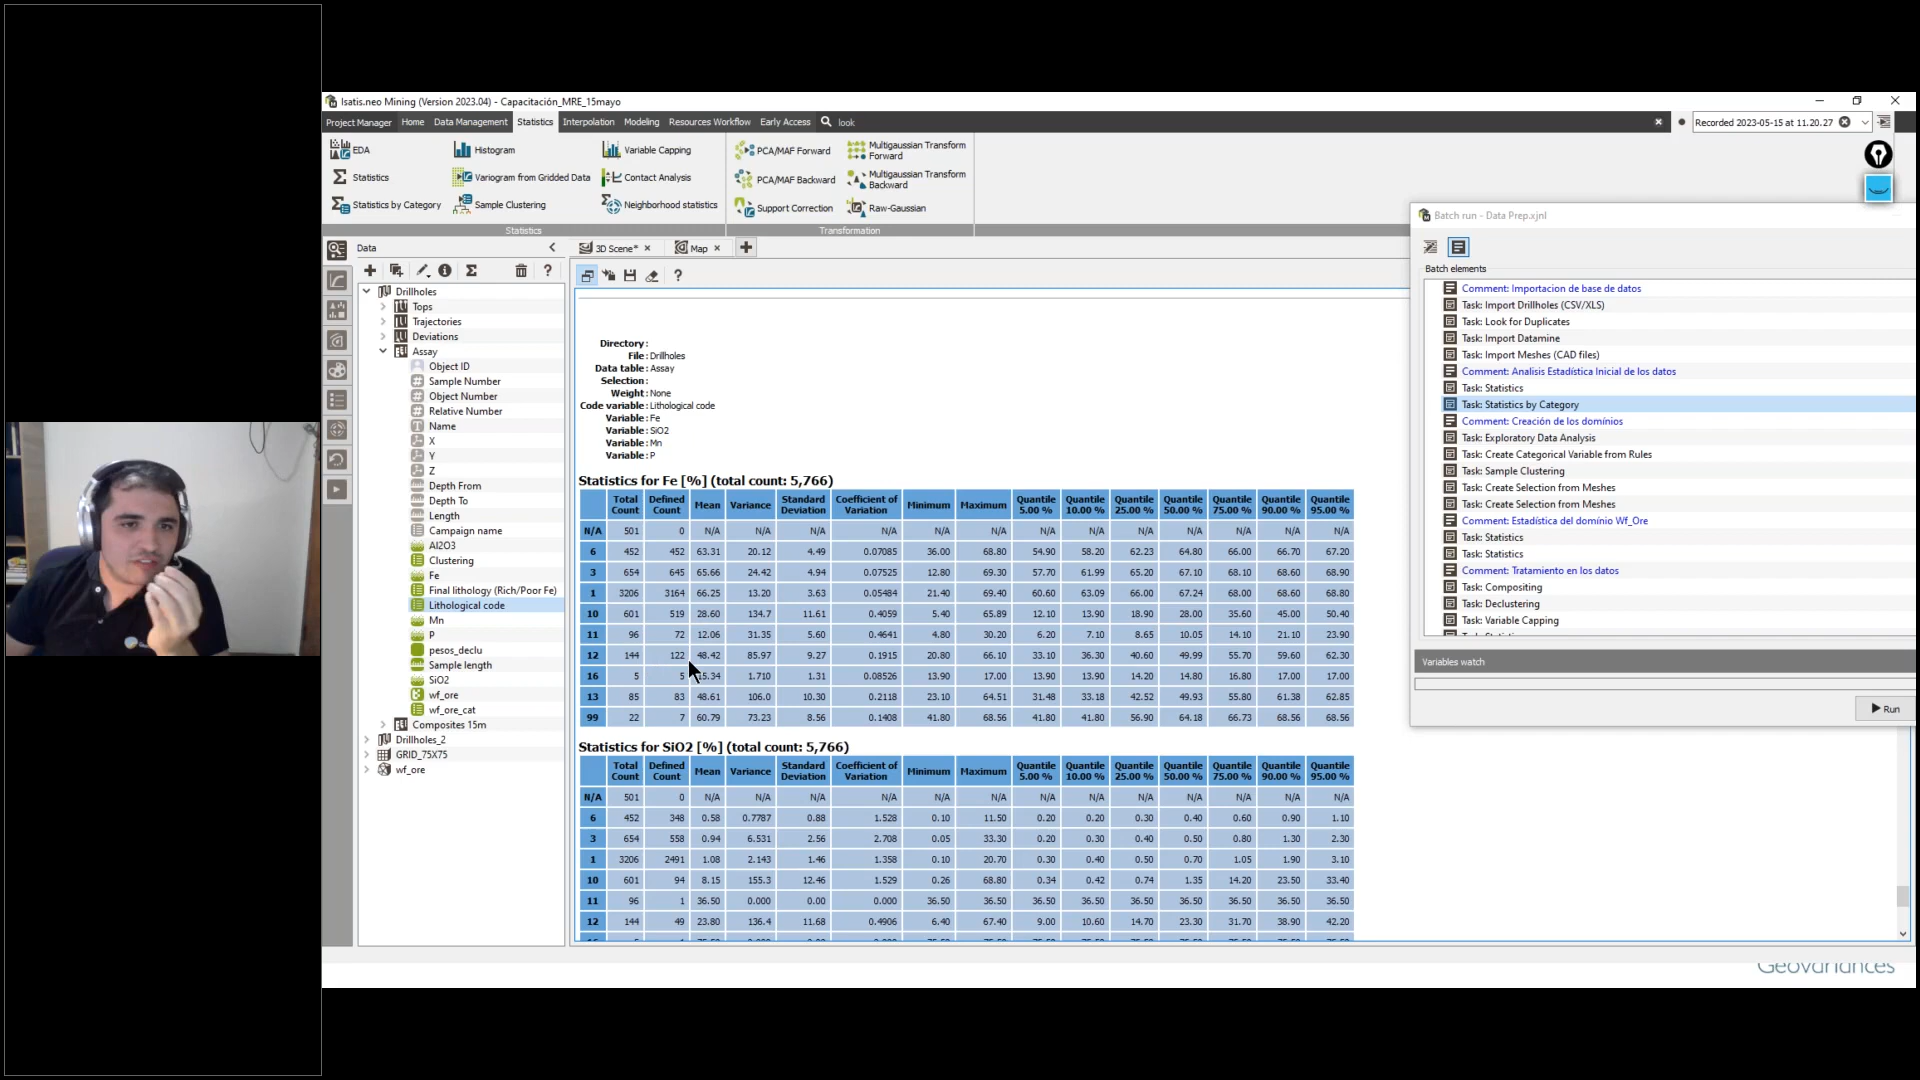 Isatis.neo Mining (Version 2023.04) - Capacitación_MRE_15mayo
Project Manager Home Data Management Statistics Interpolation Modeling Resources Workflow Early Access look
Recorded 2023-05-15 at 11.20.27
EDA Histogram Variable Capping PCA/MAF Forward Multigaussian Transform Forward
Statistics Variogram from Gridded Data Contact Analysis PCA/MAF Backward Multigaussian Transform Backward
Statistics by Category Sample Clustering Neighborhood statistics Support Correction Raw-Gaussian
Statistics Transformation
Data
3D Scene* Map
Drillholes
Tops
Trajectories
Deviations
Assay
Object ID
Sample Number
Object Number
Relative Number
Name
X
Y
Z
Depth From
Depth To
Length
Campaign name
Al2O3
Clustering
Fe
Final lithology (Rich/Poor Fe)
Lithological code
Mn
P
pesos_declu
Sample length
SiO2
wf_ore
wf_ore_cat
Composites 15m
Drillholes_2
GRID_75X75
wf_ore
Directory :
File : Drillholes
Data table : Assay
Selection :
Weight : None
Code variable : Lithological code
Variable : Fe
Variable : SiO2
Variable : Mn
Variable : P
Statistics for Fe [%] (total count: 5,766)
Total Count Defined Count Mean Variance Standard Deviation Coefficient of Variation Minimum Maximum Quantile 5.00 % Quantile 10.00 % Quantile 25.00 % Quantile 50.00 % Quantile 75.00 % Quantile 90.00 % Quantile 95.00 %
N/A 501 0 N/A N/A N/A N/A N/A N/A N/A N/A N/A N/A N/A N/A N/A
6 452 452 63.31 20.12 4.49 0.07085 36.00 68.80 54.90 58.20 62.23 64.80 66.00 66.70 67.20
3 654 645 65.66 24.42 4.94 0.07525 12.80 69.30 57.70 61.99 65.20 67.10 68.10 68.60 68.90
1 3206 3164 66.25 13.20 3.63 0.05484 21.40 69.40 60.60 63.09 66.00 67.24 68.00 68.60 68.80
10 601 519 28.60 134.7 11.61 0.4059 5.40 65.89 12.10 13.90 18.90 28.00 35.60 45.00 50.40
11 96 72 12.06 31.35 5.60 0.4641 4.80 30.20 6.20 7.10 8.65 10.05 14.10 21.10 23.90
12 144 122 48.42 85.97 9.27 0.1915 20.80 66.10 33.10 36.30 40.60 49.99 55.70 59.60 62.30
16 5 5 15.34 1.710 1.31 0.08526 13.90 17.00 13.90 13.90 14.20 14.80 16.80 17.00 17.00
13 85 83 48.61 106.0 10.30 0.2118 23.10 64.51 31.48 33.18 42.52 49.93 55.80 61.38 62.85
99 22 7 60.79 73.23 8.56 0.1408 41.80 68.56 41.80 41.80 56.90 64.18 66.73 68.56 68.56
Statistics for SiO2 [%] (total count: 5,766)
Total Count Defined Count Mean Variance Standard Deviation Coefficient of Variation Minimum Maximum Quantile 5.00 % Quantile 10.00 % Quantile 25.00 % Quantile 50.00 % Quantile 75.00 % Quantile 90.00 % Quantile 95.00 %
N/A 501 0 N/A N/A N/A N/A N/A N/A N/A N/A N/A N/A N/A N/A N/A
6 452 348 0.58 0.7787 0.88 1.528 0.10 11.50 0.20 0.20 0.30 0.40 0.60 0.90 1.10
3 654 558 0.94 6.531 2.56 2.708 0.05 33.30 0.20 0.30 0.40 0.50 0.80 1.30 2.30
1 3206 2491 1.08 2.143 1.46 1.358 0.10 20.70 0.30 0.40 0.50 0.70 1.05 1.90 3.10
10 601 94 8.15 155.3 12.46 1.529 0.26 68.80 0.34 0.42 0.74 1.35 14.20 23.50 33.40
11 96 1 36.50 0.000 0.00 0.000 36.50 36.50 36.50 36.50 36.50 36.50 36.50 36.50 36.50
12 144 49 23.80 136.4 11.68 0.4906 6.40 67.40 9.00 10.60 14.70 23.30 31.70 38.90 42.20
Batch run - Data Prep.xjnl
Batch elements
Comment: Importacion de base de datos
Task: Import Drillholes (CSV/XLS)
Task: Look for Duplicates
Task: Import Datamine
Task: Import Meshes (CAD files)
Comment: Analisis Estadística Inicial de los datos
Task: Statistics
Task: Statistics by Category
Comment: Creación de los domínios
Task: Exploratory Data Analysis
Task: Create Categorical Variable from Rules
Task: Sample Clustering
Task: Create Selection from Meshes
Task: Create Selection from Meshes
Comment: Estadística del domínio Wf_Ore
Task: Statistics
Task: Statistics
Comment: Tratamiento en los datos
Task: Compositing
Task: Declustering
Task: Variable Capping
Variables watch
Run
Geovariances